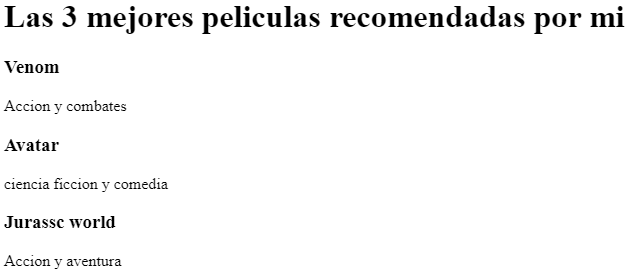 Las 3 mejores peliculas recomendadas por mi
Venom
Accion y combates
Avatar
ciencia ficcion y comedia
Jurassc world
Accion y aventura